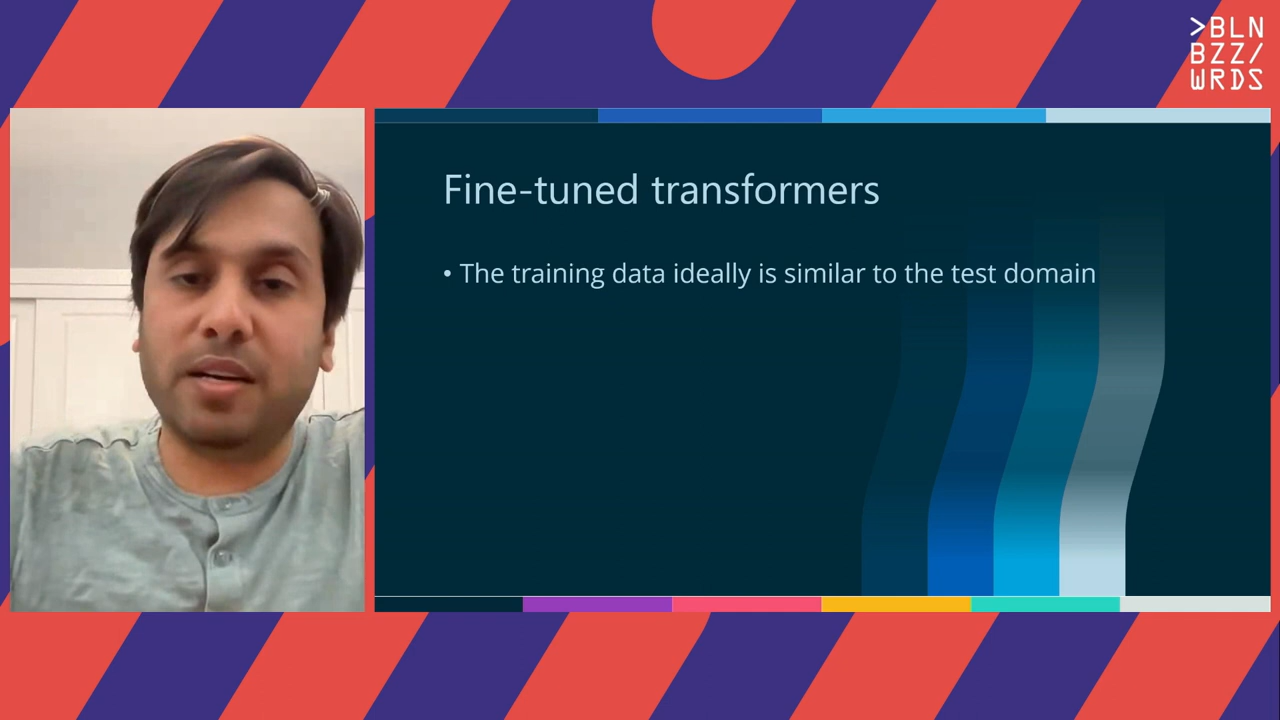 >BLN
BZZ/
WRDS
Fine-tuned transformers
• The training data ideally is similar to the test domain